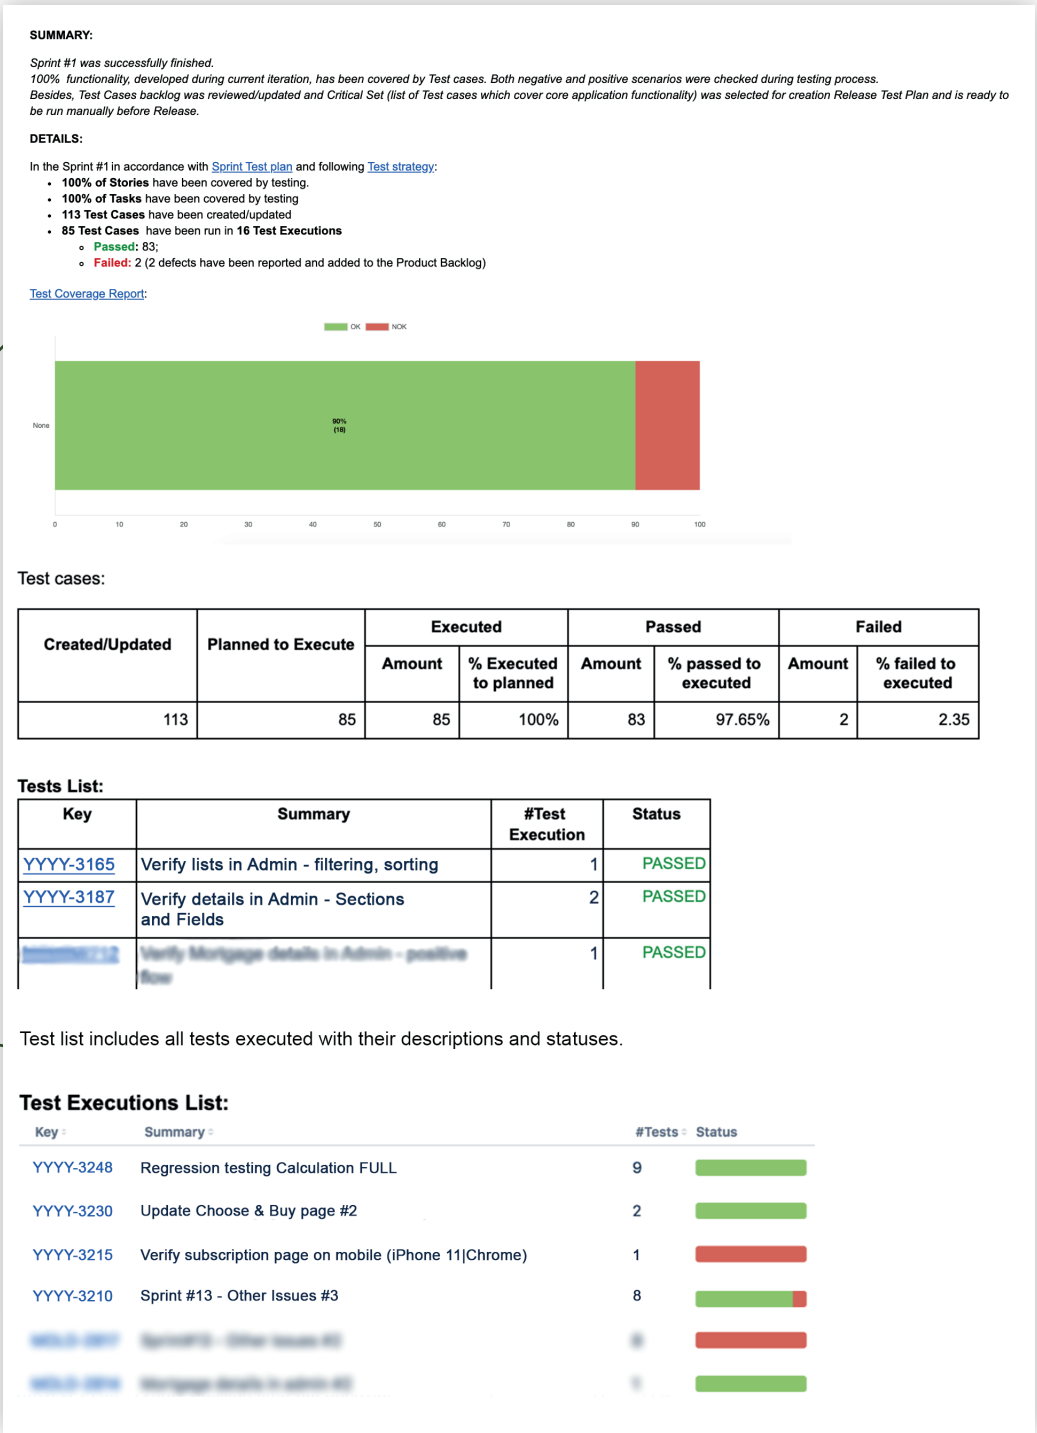 SUMMARY:
Sprint #1 was successfully finished.
100% functionality, developed during current iteration, has been covered by Test cases. Both negative and positive scenarios were checked during testing process.
Besides, Test Cases backlog was reviewed/updated and Critical Set (list of Test cases which cover core application functionality) was selected for creation Release Test Plan and is ready to
be run manually before Release.
DETAILS:
In the Sprint #1 in accordance with Sprint Test plan and following Test strategy:
• 100% of Stories have been covered by testing.
• 100% of Tasks have been covered by testing
• 113 Test Cases have been created/updated
• 85 Test Cases have been run in 16 Test Executions
○ Passed: 83;
○ Failed: 2 (2 defects have been reported and added to the Product Backlog)
Test Coverage Report:
OK NOK
None
90%
(18)
0 10 20 30 40 50 60 70 80 90 100
Test cases:
Created/Updated Planned to Execute Executed Passed Failed
Amount % Executed to planned Amount % passed to executed Amount % failed to executed
113 85 85 100% 83 97.65% 2 2.35
Tests List:
Key Summary #Test Execution Status
YYYY-3165 Verify lists in Admin - filtering, sorting 1 PASSED
YYYY-3187 Verify details in Admin - Sections
and Fields 2 PASSED
Verify Mortgage details in Admin - positive 1 PASSED
flow
Test list includes all tests executed with their descriptions and statuses.
Test Executions List:
Key Summary #Tests Status
YYYY-3248 Regression testing Calculation FULL 9
YYYY-3230 Update Choose & Buy page #2 2
YYYY-3215 Verify subscription page on mobile (iPhone 11|Chrome) 1
YYYY-3210 Sprint #13 - Other Issues #3 8